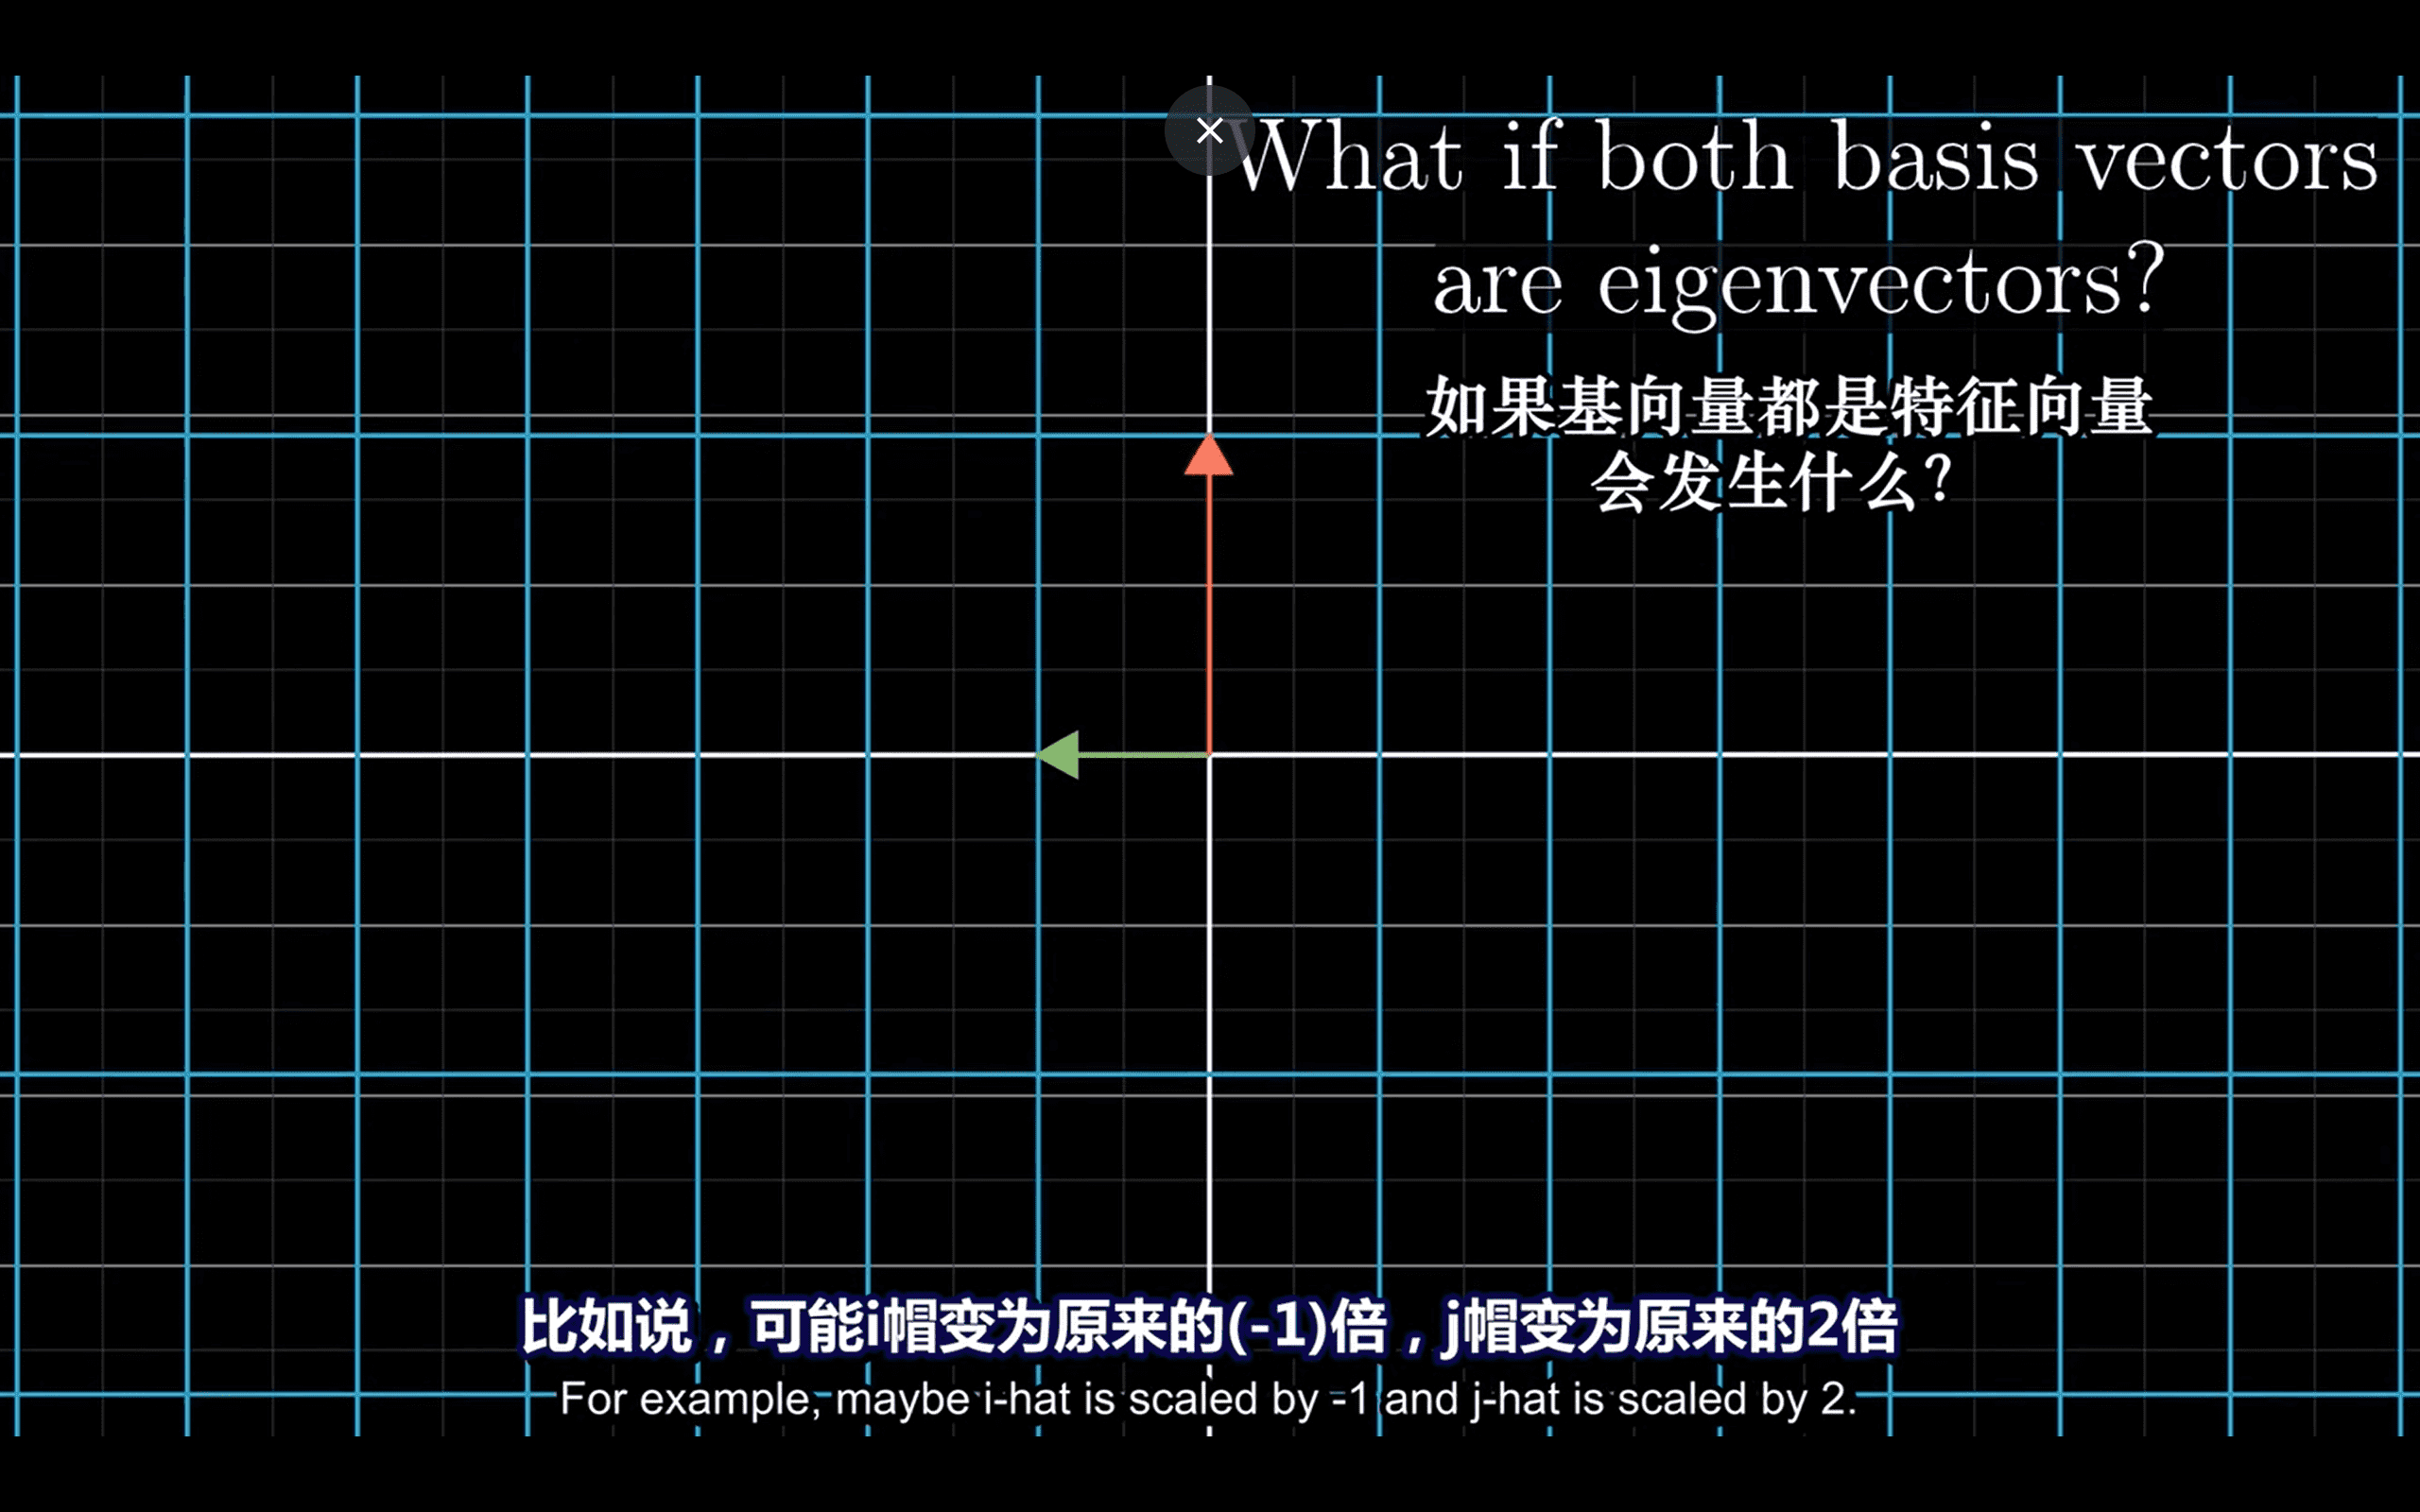 What if both basis vectors
are eigenvectors?
如果基向量都是特征向量
会发生什么?
比如说，可能i帽变为原来的(-1)倍，j帽变为原来的2倍
For example, maybe i-hat is scaled by -1 and j-hat is scaled by 2.